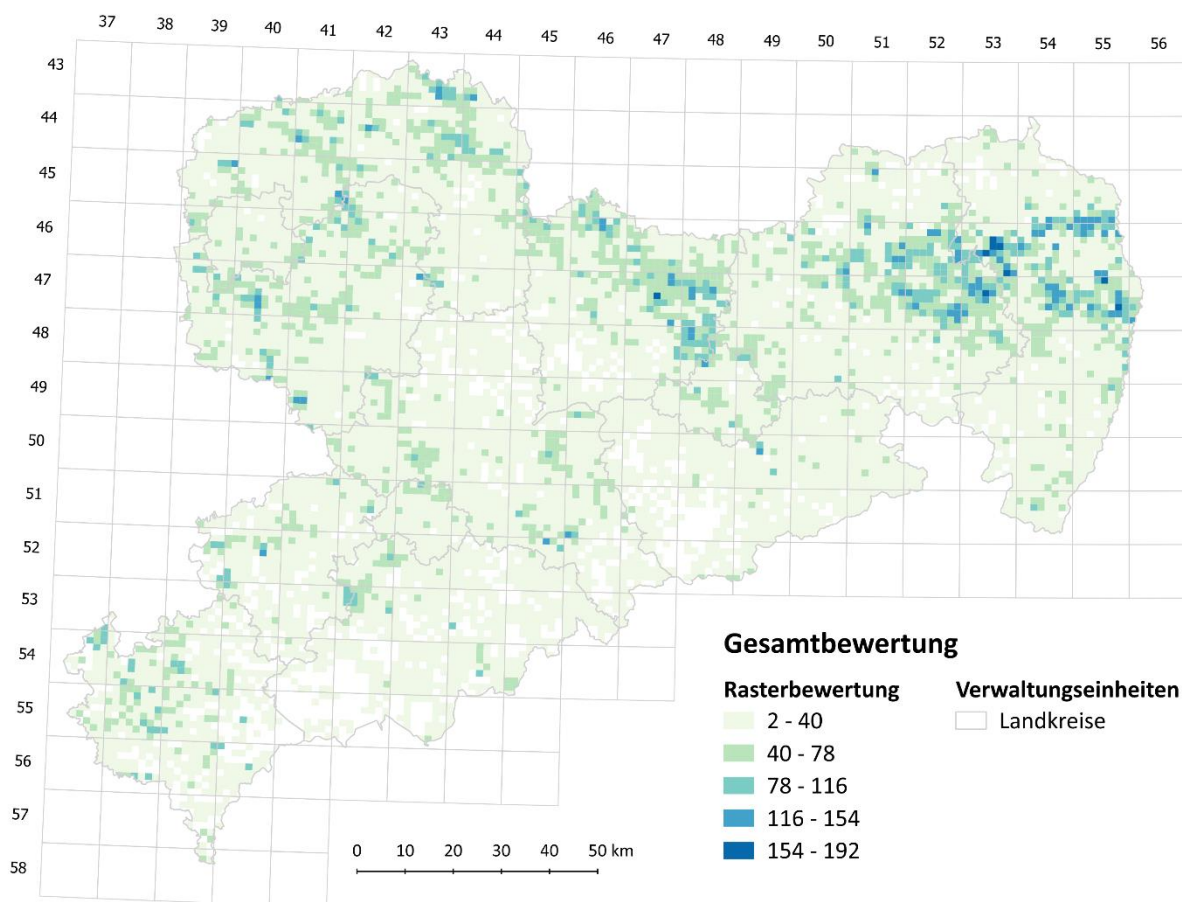 37 38 39 40 41 42 43 44 45 46 47 48 49 50 51 52 53 54 55 56
43
44
45
46
47
48
49
50
51
52
53
54
55
56
57
58
Gesamtbewertung
Rasterbewertung
2 - 40
40 - 78
78 - 116
116 - 154
154 - 192
Verwaltungseinheiten
Landkreise
0 10 20 30 40 50 km